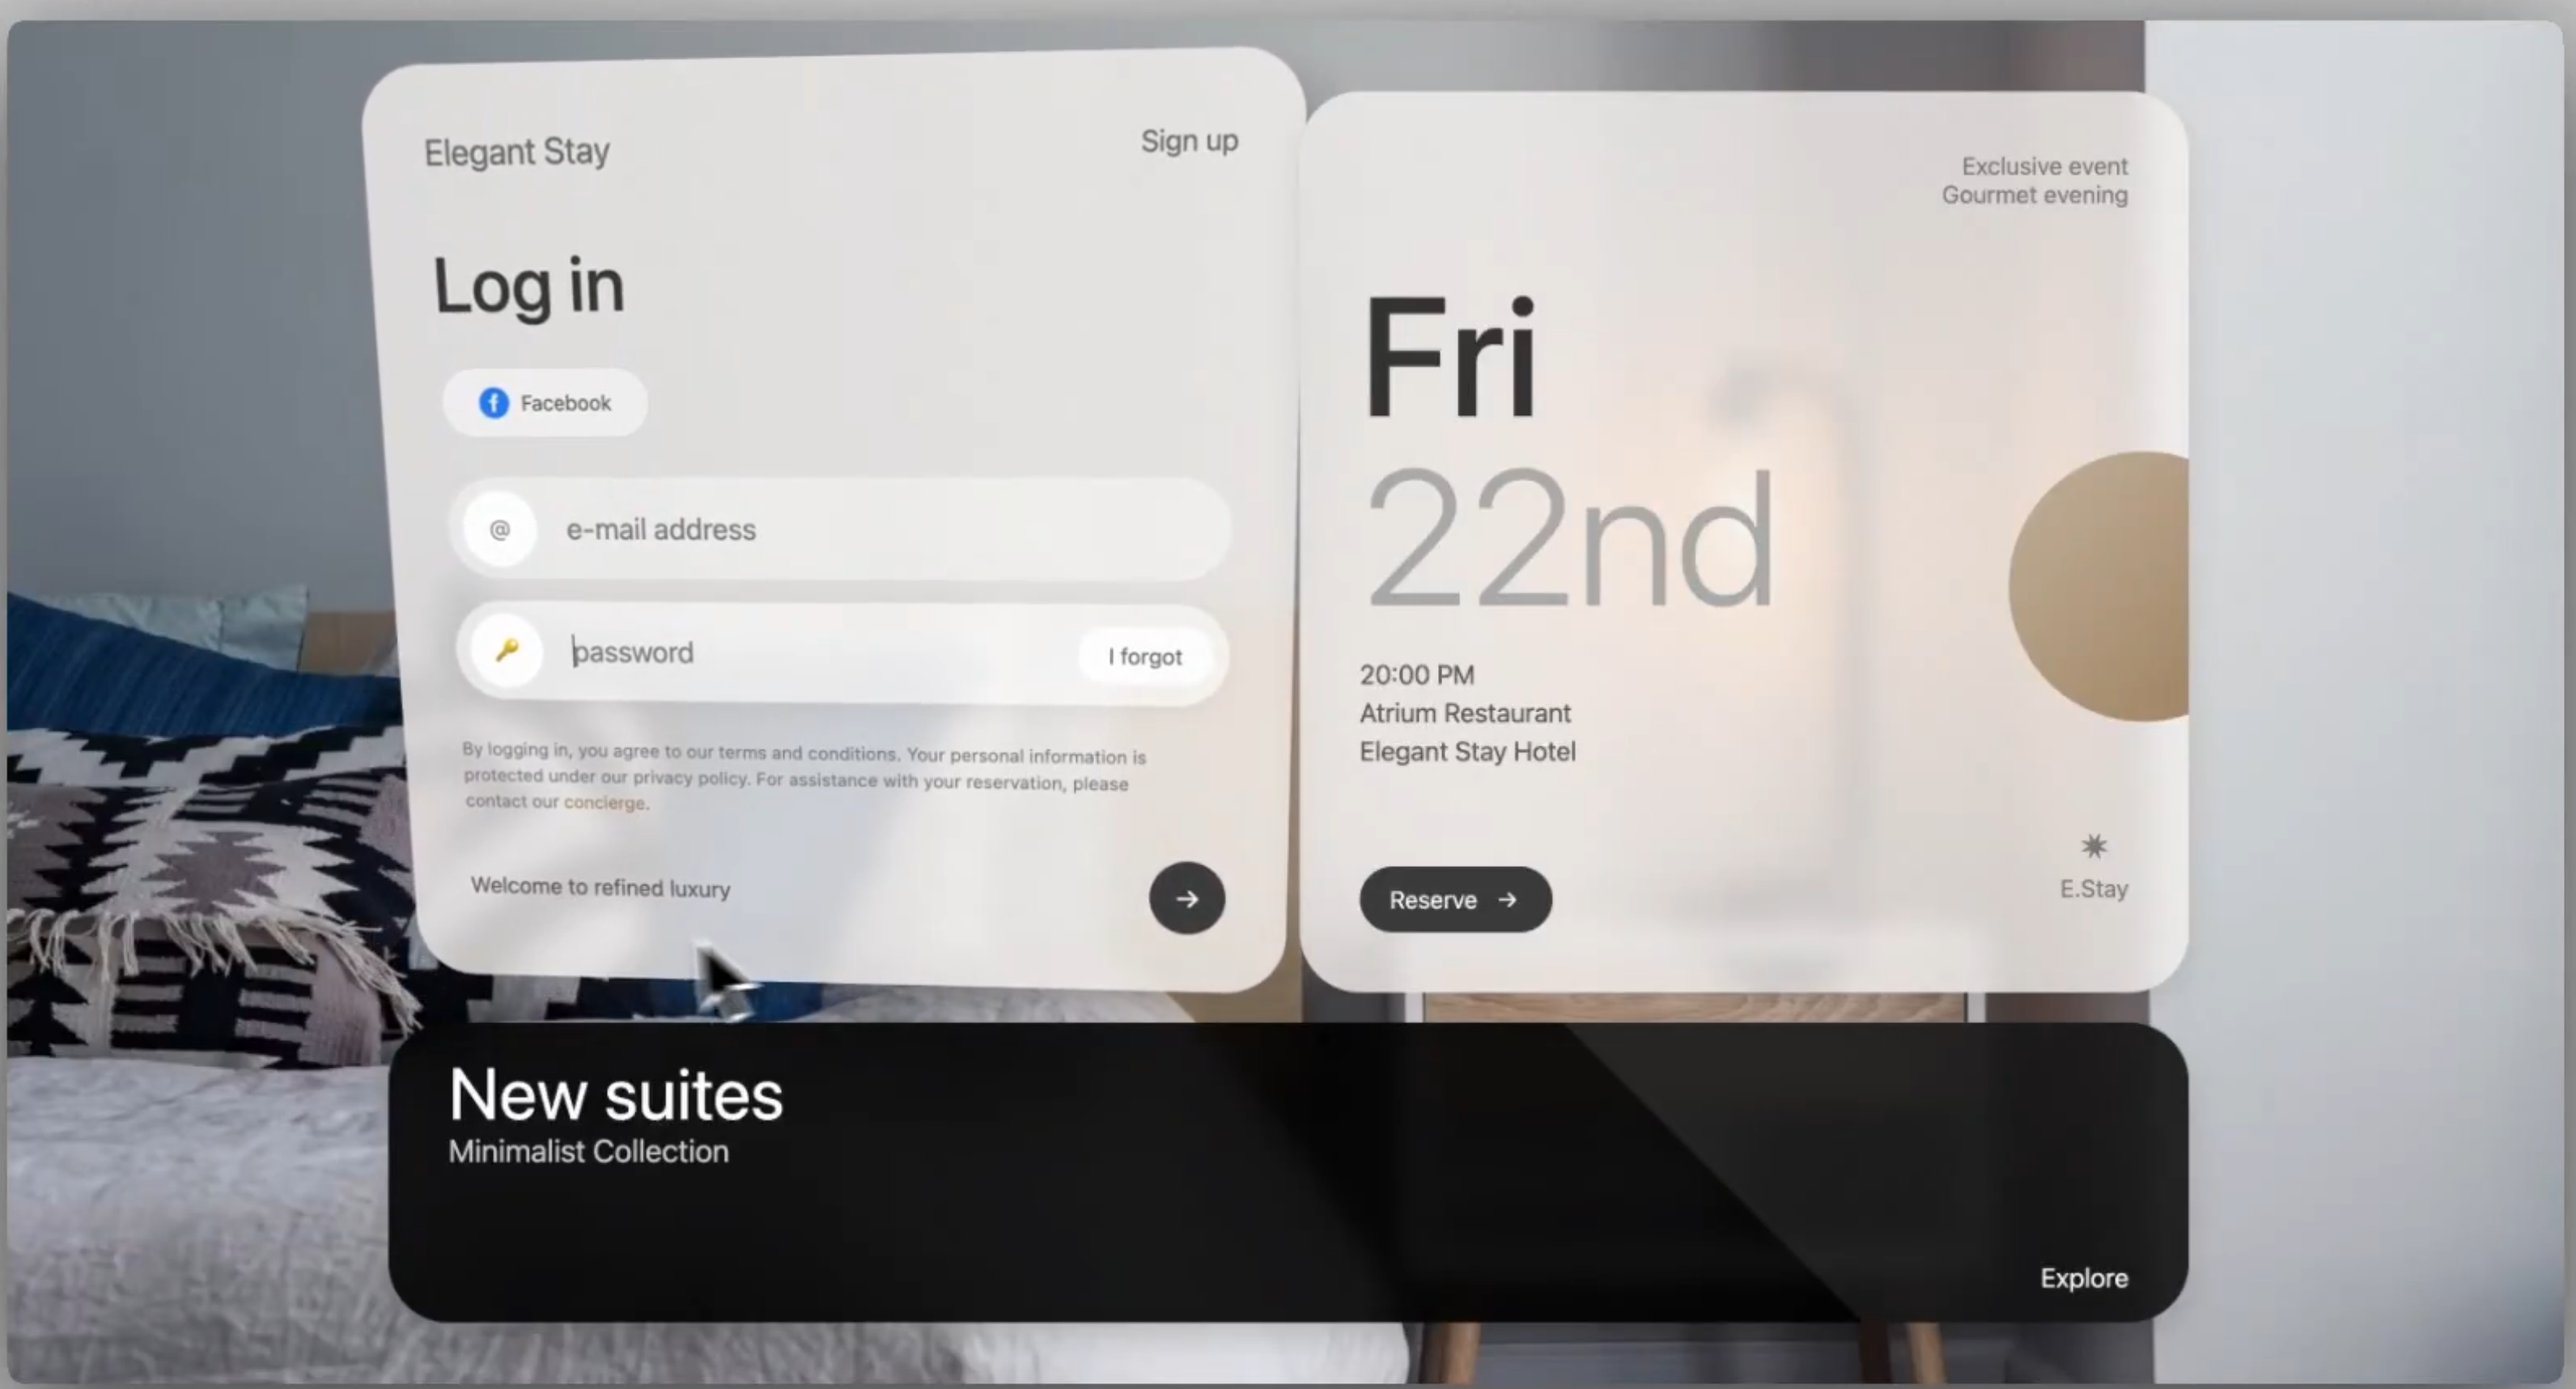 Elegant Stay
Sign up
Log in
Facebook
@
e-mail address
password
I forgot
By logging in, you agree to our terms and conditions. Your personal information is
protected under our privacy policy. For assistance with your reservation, please
contact our concierge.
Welcome to refined luxury
Exclusive event
Gourmet evening
Fri
22nd
20:00 PM
Atrium Restaurant
Elegant Stay Hotel
Reserve
E.Stay
New suites
Minimalist Collection
Explore